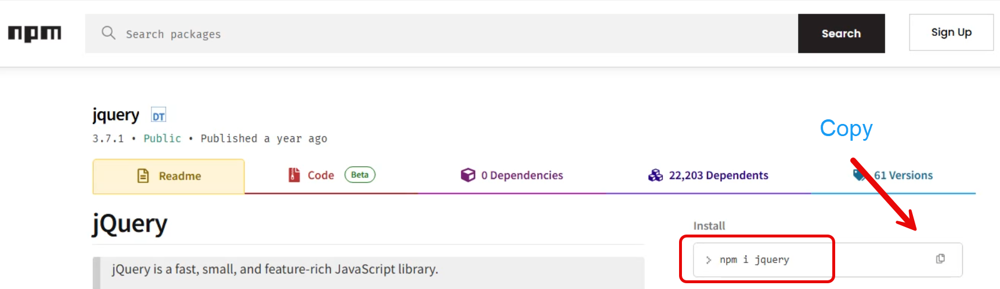 npm Search packages Search Sign Up
jquery DT
3.7.1 • Public • Published a year ago
Copy
Readme Code Beta 0 Dependencies 22,203 Dependents 61 Versions
jQuery
Install
> npm i jquery
jQuery is a fast, small, and feature-rich JavaScript library.